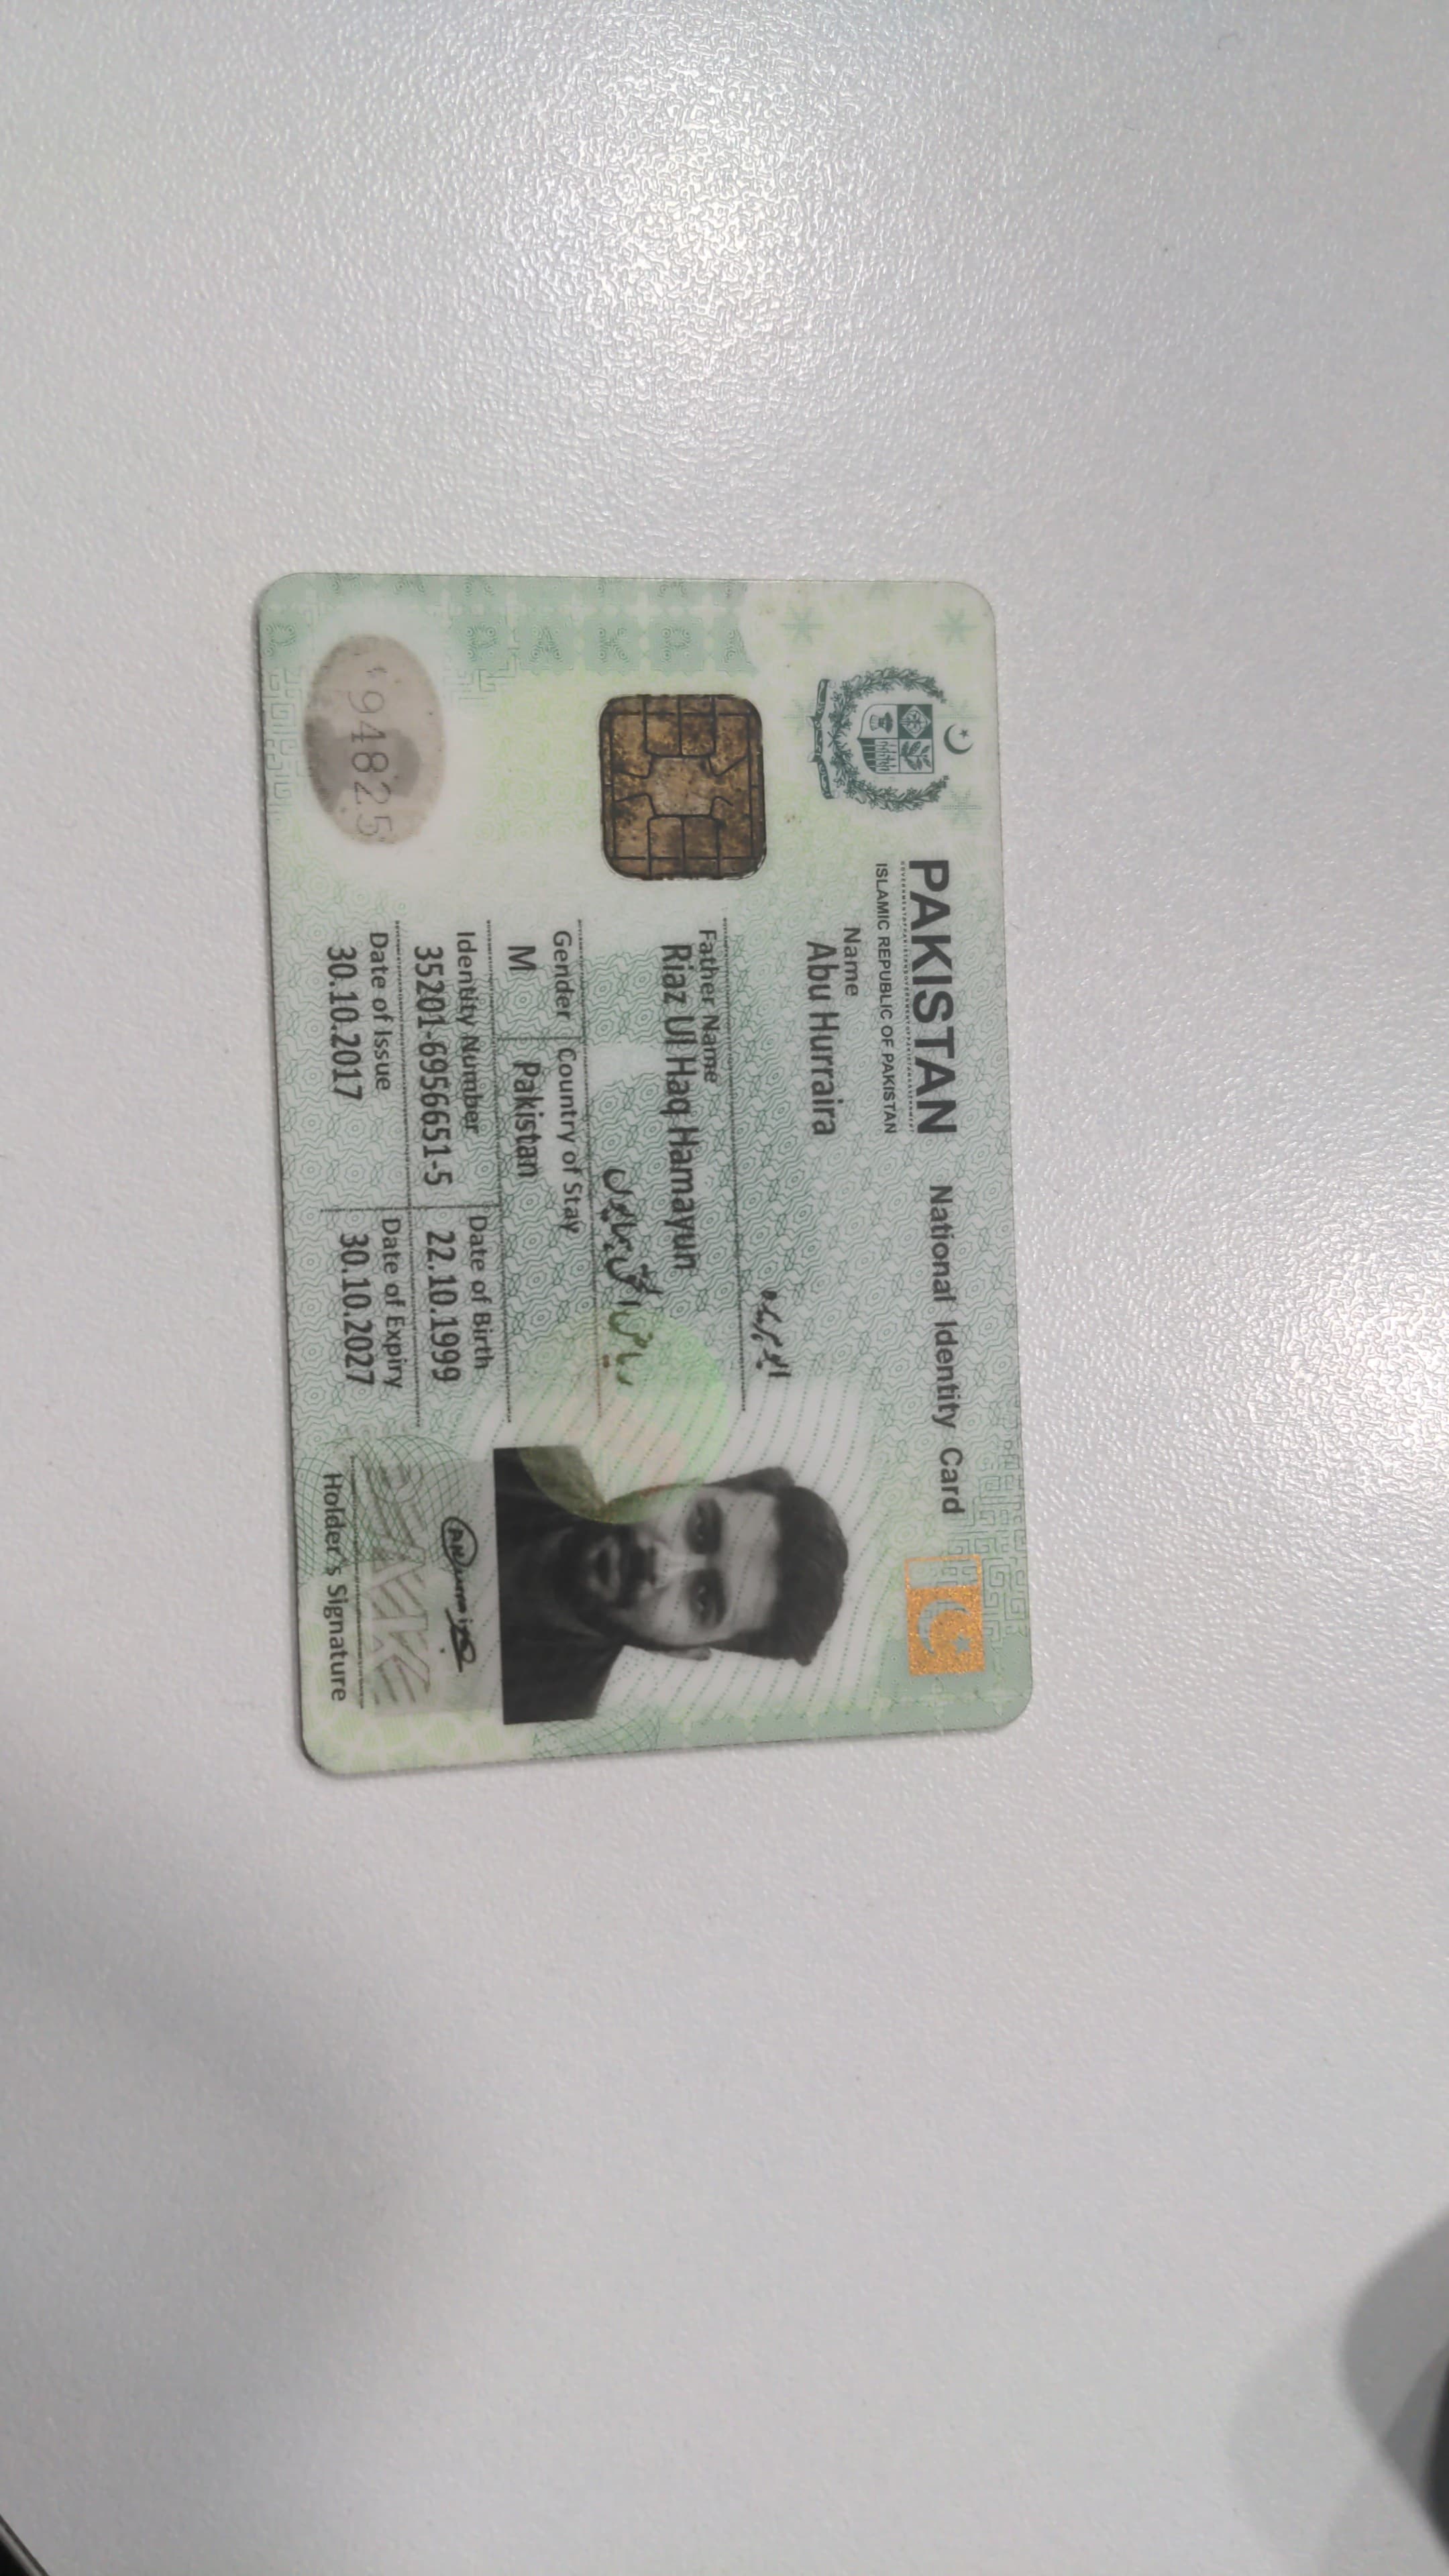 PAKISTAN National Identity Card
ISLAMIC REPUBLIC OF PAKISTAN
Name
Abu Hurraira
ابوہریرہ
Father Name
Riaz Ul Haq Hamayun
ریاض الحق ہمایوں
Gender Country of Stay
M Pakistan
Identity Number Date of Birth
35201-6956651-5 22.10.1999
Date of Issue Date of Expiry
30.10.2017 30.10.2027
94825
PAK
Holder's Signature